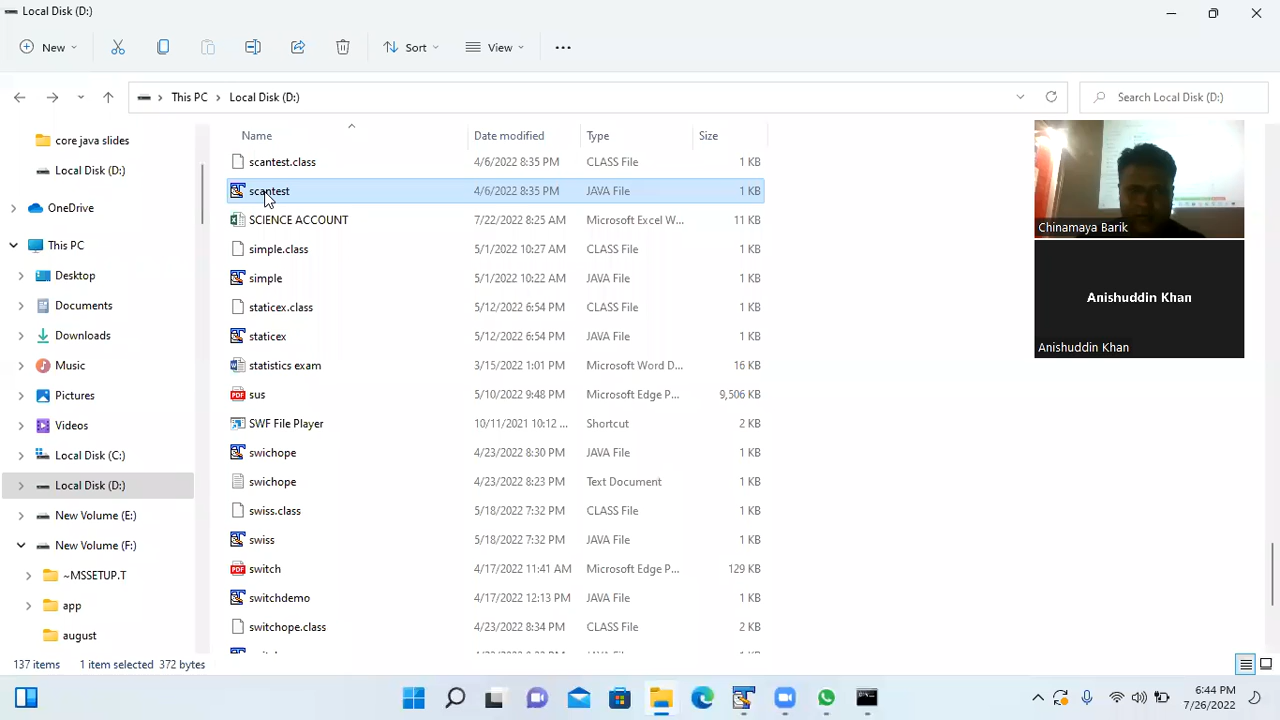 Local Disk (D:)
New
Sort
View
This PC
Local Disk (D:)
Search Local Disk (D:)
core java slides
Local Disk (D:)
OneDrive
This PC
Desktop
Documents
Downloads
Music
Pictures
Videos
Local Disk (C:)
Local Disk (D:)
New Volume (E:)
New Volume (F:)
~MSSETUP.T
app
august
Name Date modified Type Size
scantest.class 4/6/2022 8:35 PM CLASS File 1 KB
scantest 4/6/2022 8:35 PM JAVA File 1 KB
SCIENCE ACCOUNT 7/22/2022 8:25 AM Microsoft Excel W... 11 KB
simple.class 5/1/2022 10:27 AM CLASS File 1 KB
simple 5/1/2022 10:22 AM JAVA File 1 KB
staticex.class 5/12/2022 6:54 PM CLASS File 1 KB
staticex 5/12/2022 6:54 PM JAVA File 1 KB
statistics exam 3/15/2022 1:01 PM Microsoft Word D... 16 KB
sus 5/10/2022 9:48 PM Microsoft Edge P... 9,506 KB
SWF File Player 10/11/2021 10:12 ... Shortcut 2 KB
swichope 4/23/2022 8:30 PM JAVA File 1 KB
swichope 4/23/2022 8:23 PM Text Document 1 KB
swiss.class 5/18/2022 7:32 PM CLASS File 1 KB
swiss 5/18/2022 7:32 PM JAVA File 1 KB
switch 4/17/2022 11:41 AM Microsoft Edge P... 129 KB
switchdemo 4/17/2022 12:13 PM JAVA File 1 KB
switchope.class 4/23/2022 8:34 PM CLASS File 2 KB
Chinamaya Barik
Anishuddin Khan
Anishuddin Khan
137 items 1 item selected 372 bytes
6:44 PM
7/26/2022